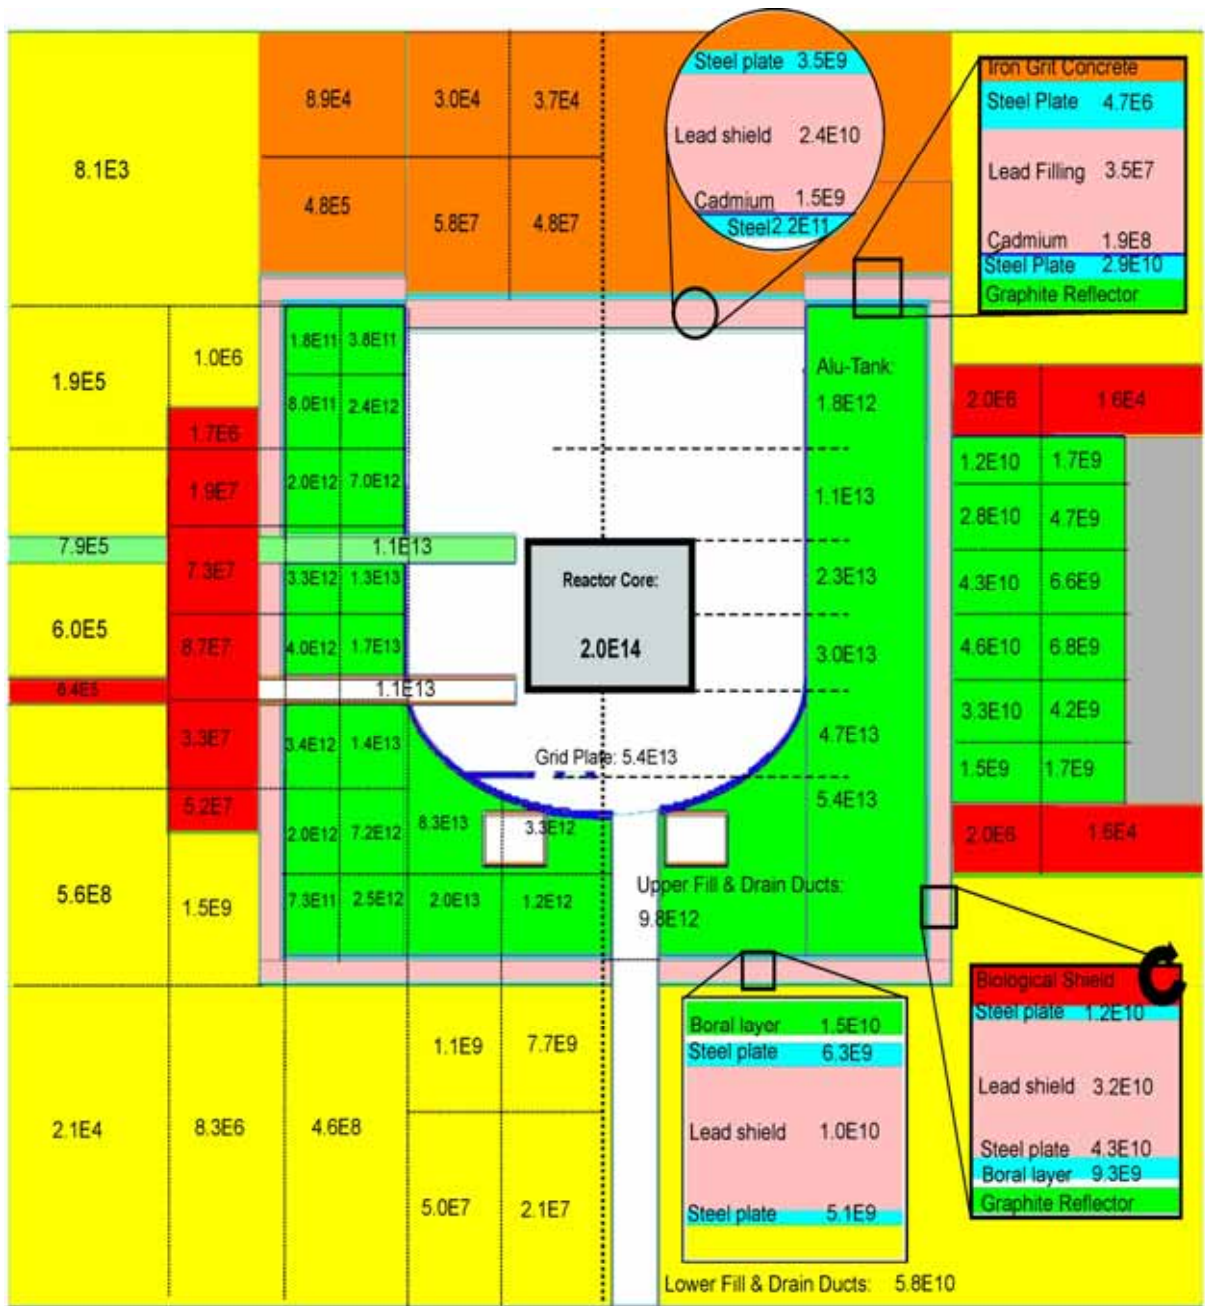 Steel plate 3.5E9
Lead shield 2.4E10
Cadmium 1.5E9
Steel 2.2E11
Iron Grit Concrete
Steel Plate 4.7E6
Lead Filling 3.5E7
Cadmium 1.9E8
Steel Plate 2.9E10
Graphite Reflector
8.9E4 3.0E4 3.7E4
8.1E3
4.8E5 5.8E7 4.8E7
1.8E11 3.8E11
1.0E6
1.9E5
Alu-Tank:
8.0E11 2.4E12 1.8E12
2.0E6 1.6E4
1.7E6
1.2E10 1.7E9
1.9E7 2.0E12 7.0E12 1.1E13
2.8E10 4.7E9
7.9E5 1.1E13
7.3E7 3.3E12 1.3E13
Reactor Core:
2.3E13
4.3E10 6.6E9
6.0E5
8.7E7 4.0E12 1.7E13
2.0E14
3.0E13
4.6E10 6.8E9
8.4E5 1.1E13
3.3E7 3.4E12 1.4E13
4.7E13
3.3E10 4.2E9
Grid Plate: 5.4E13
1.5E9 1.7E9
5.2E7
5.4E13
2.0E12 7.2E12 8.3E13 3.3E12
2.0E6 1.6E4
5.6E8
1.5E9
7.3E11 2.5E12 2.0E13 1.2E12
Upper Fill & Drain Ducts:
9.8E12
Biological Shield
Steel plate 1.2E10
Lead shield 3.2E10
Steel plate 4.3E10
Boral layer 9.3E9
Graphite Reflector
Boral layer 1.5E10
Steel plate 6.3E9
Lead shield 1.0E10
Steel plate 5.1E9
1.1E9 7.7E9
2.1E4 8.3E6 4.6E8
5.0E7 2.1E7
Lower Fill & Drain Ducts: 5.8E10